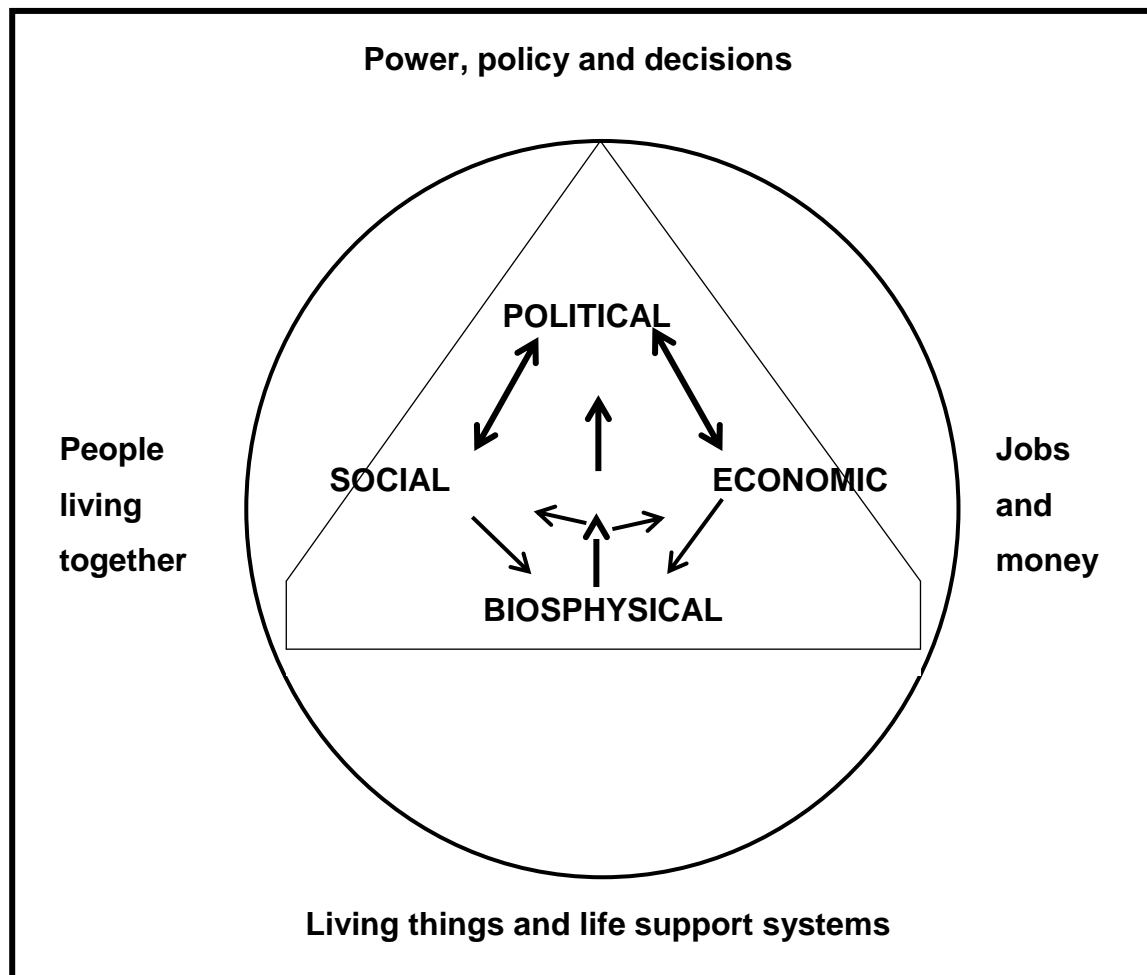 Power, policy and decisions
POLITICAL
People
living
together
SOCIAL
ECONOMIC
Jobs
and
money
BIOSPHYSICAL
Living things and life support systems